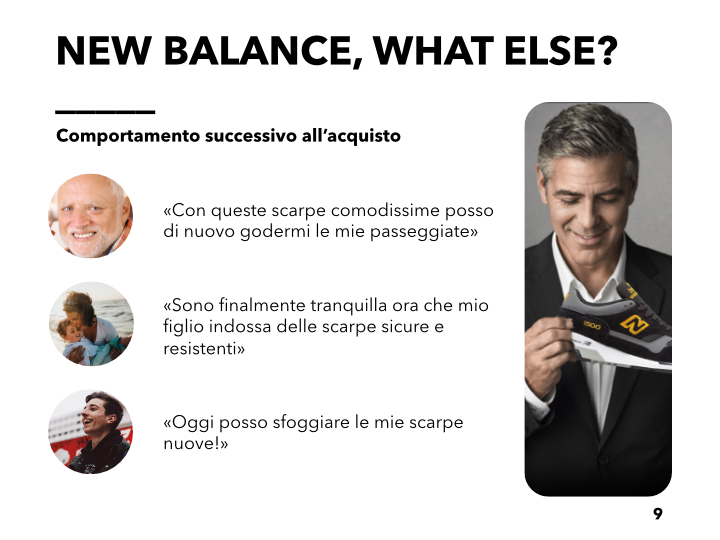 NEW BALANCE, WHAT ELSE?
Comportamento successivo all’acquisto
«Con queste scarpe comodissime posso
di nuovo godermi le mie passeggiate»
«Sono finalmente tranquilla ora che mio
figlio indossa delle scarpe sicure e
resistenti»
«Oggi posso sfoggiare le mie scarpe
nuove!»
1500
N
9